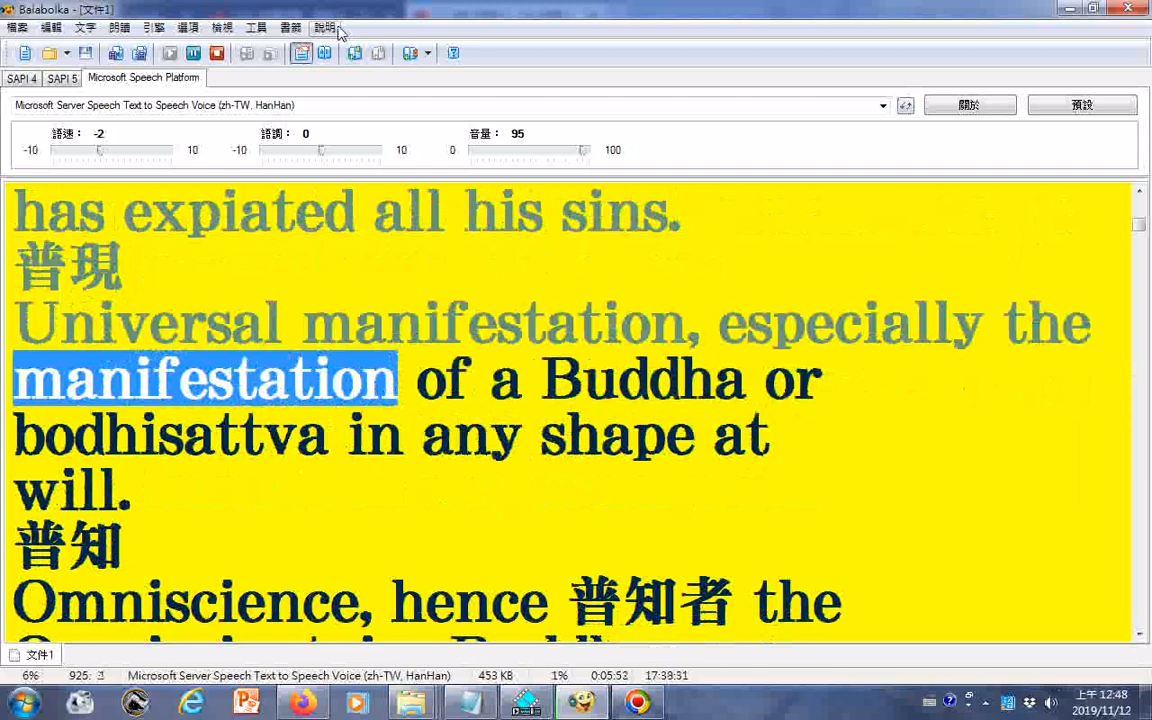 Balabolka - [文件1]
檔案 編輯 文字 朗讀 引擎 選項 檢視 工具 書籤 說明
SAPI 4 SAPI 5 Microsoft Speech Platform
Microsoft Server Speech Text to Speech Voice (zh-TW, HanHan) 關於 預設
語速： -2 語調： 0 音量： 95
-10 10 -10 10 0 100
has expiated all his sins.
普現
Universal manifestation, especially the
manifestation of a Buddha or
bodhisattva in any shape at
will.
普知
Omniscience, hence 普知者 the
文件1
6% Microsoft Server Speech Text to Speech Voice (zh-TW, HanHan) 453 KB 1% 0:05:53 17:38:31
上午 12:48
2019/11/12